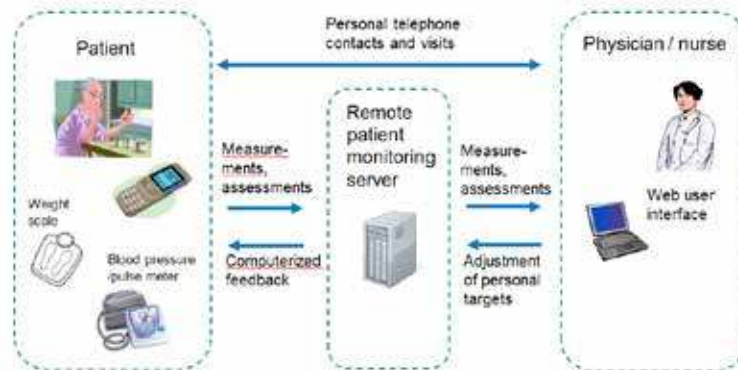 Personal telephone
contacts and visits
Patient
Physician / nurse
Remote
patient
monitoring
server
Measure-
ments,
assessments
Measure-
ments,
assessments
Weight
scale
Web user
interface
Blood pressure
/pulse meter
Computerized
feedback
Adjustment
of personal
targets